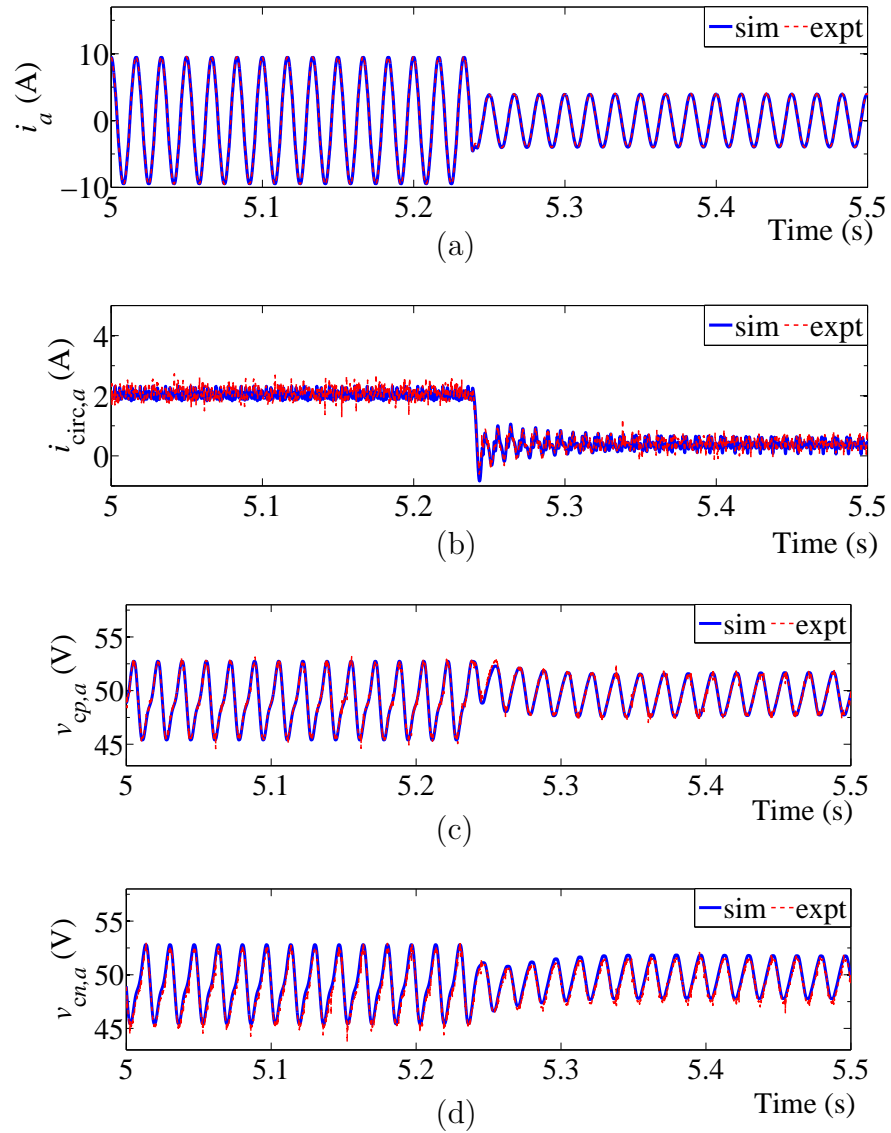 sim expt
10
0
−10
i_a (A)
5 5.1 5.2 5.3 5.4 5.5
Time (s)
(a)
sim expt
4
2
0
i_circ,a (A)
5 5.1 5.2 5.3 5.4 5.5
Time (s)
(b)
sim expt
55
50
45
v_cp,a (V)
5 5.1 5.2 5.3 5.4 5.5
Time (s)
(c)
sim expt
55
50
45
v_cn,a (V)
5 5.1 5.2 5.3 5.4 5.5
Time (s)
(d)